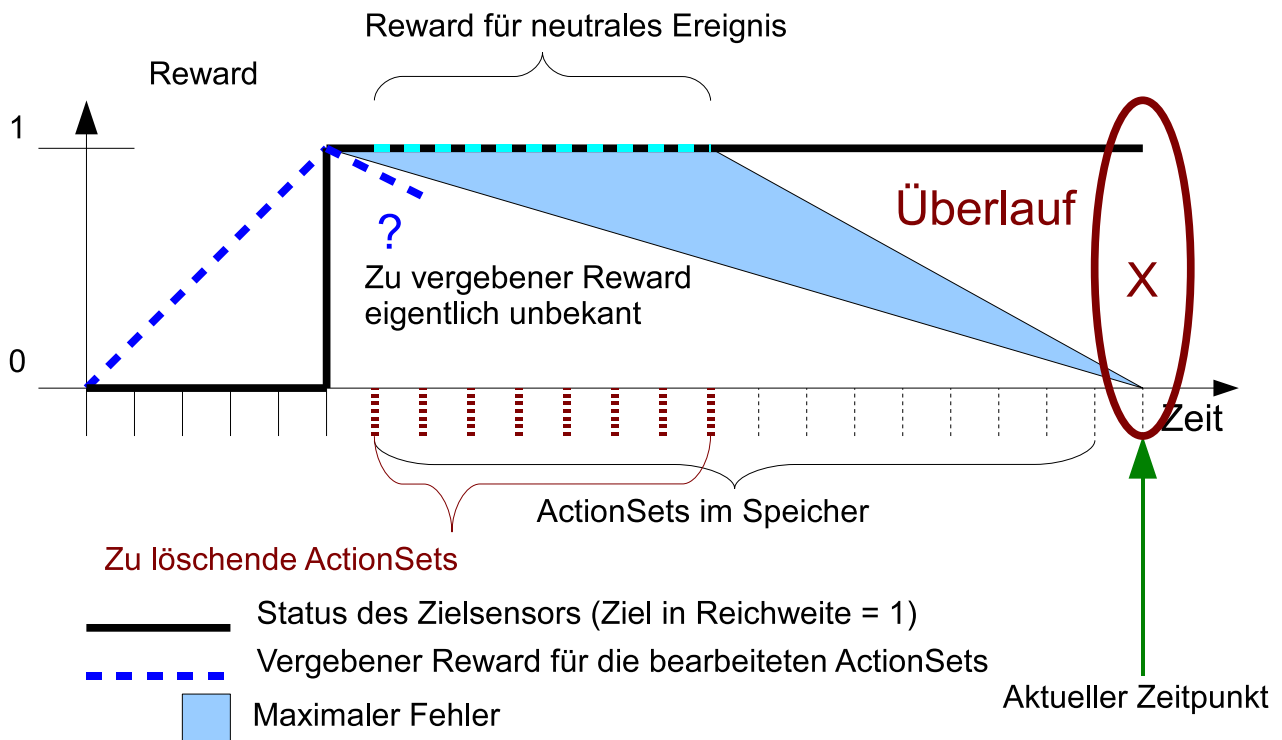 Reward für neutrales Ereignis
Reward
1
Überlauf
?
X
Zu vergebener Reward
eigentlich unbekant
0
Zeit
ActionSets im Speicher
Zu löschende ActionSets
Status des Zielsensors (Ziel in Reichweite = 1)
Vergebener Reward für die bearbeiteten ActionSets
Aktueller Zeitpunkt
Maximaler Fehler